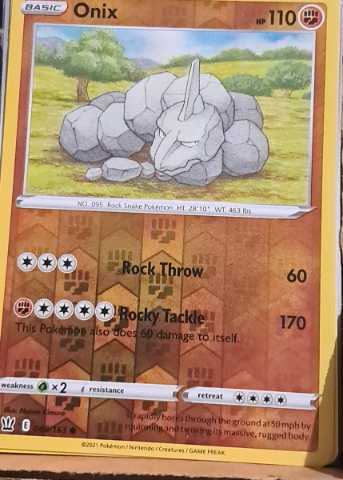 BASIC Onix HP 110
NO. 095 Rock Snake Pokémon HT: 28'10" WT: 463 lbs
Rock Throw 60
Rocky Tackle 170
This Pokémon also does 60 damage to itself.
weakness ×2 resistance retreat
Illus.
It rapidly bores through the ground at 50 mph by
squirming and twisting its massive, rugged body.
E /163
©2021 Pokémon / Nintendo / Creatures / GAME FREAK